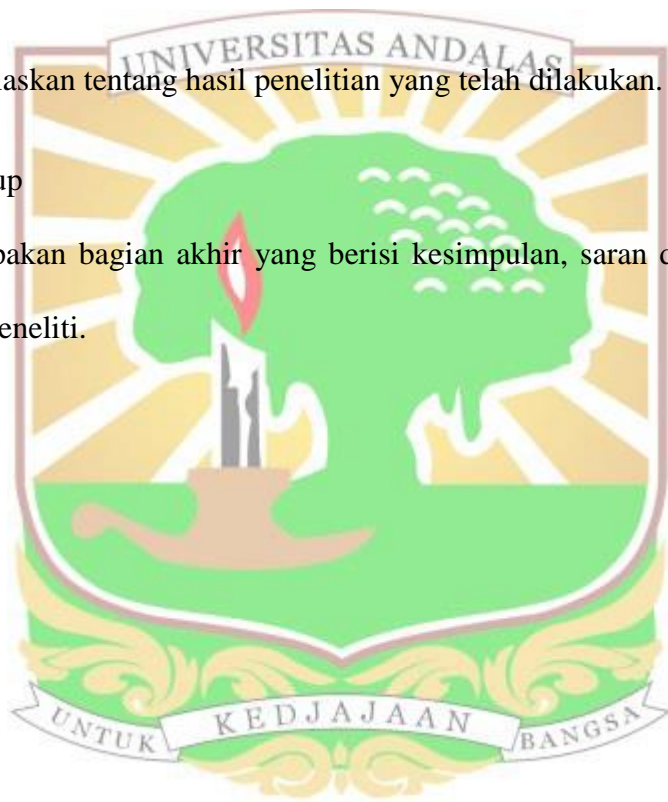 UNIVERSITAS ANDALAS
laskan tentang hasil penelitian yang telah dilakukan.
up
pakan bagian akhir yang berisi kesimpulan, saran d
eneliti.
UNTUK KEDJAJAAN BANGSA